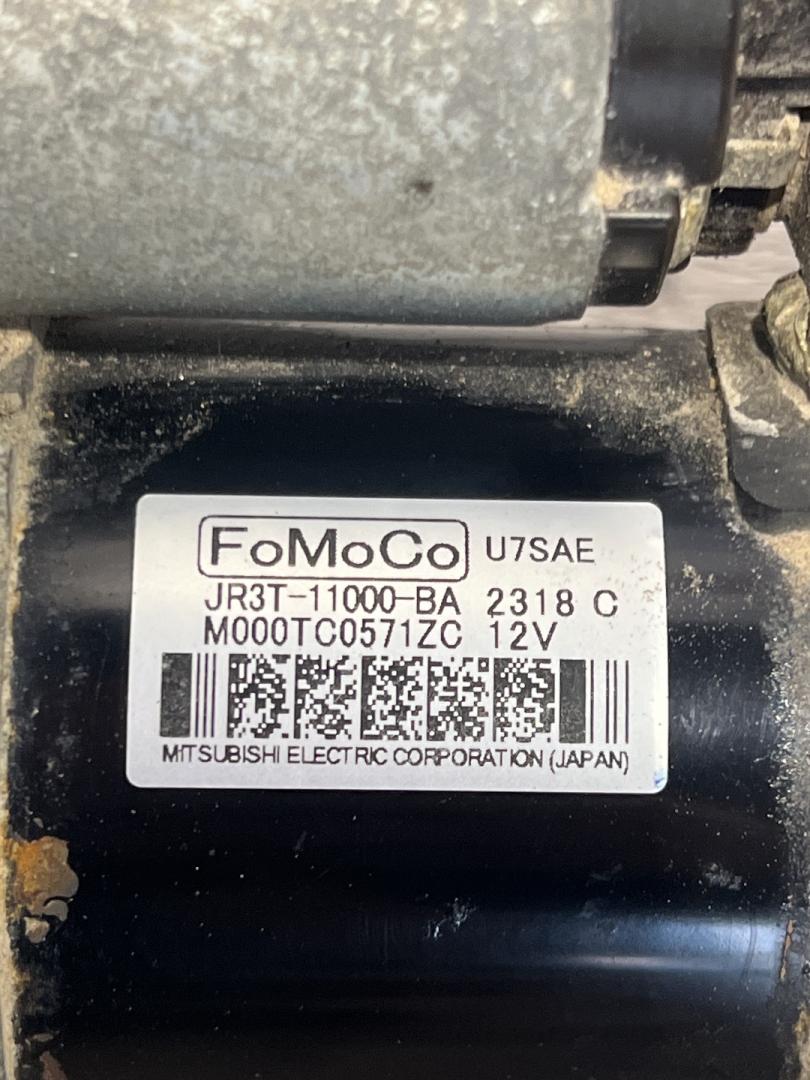 FoMoCo U7SAE
JR3T-11000-BA 2318 C
M000TC0571ZC 12V
MITSUBISHI ELECTRIC CORPORATION (JAPAN)